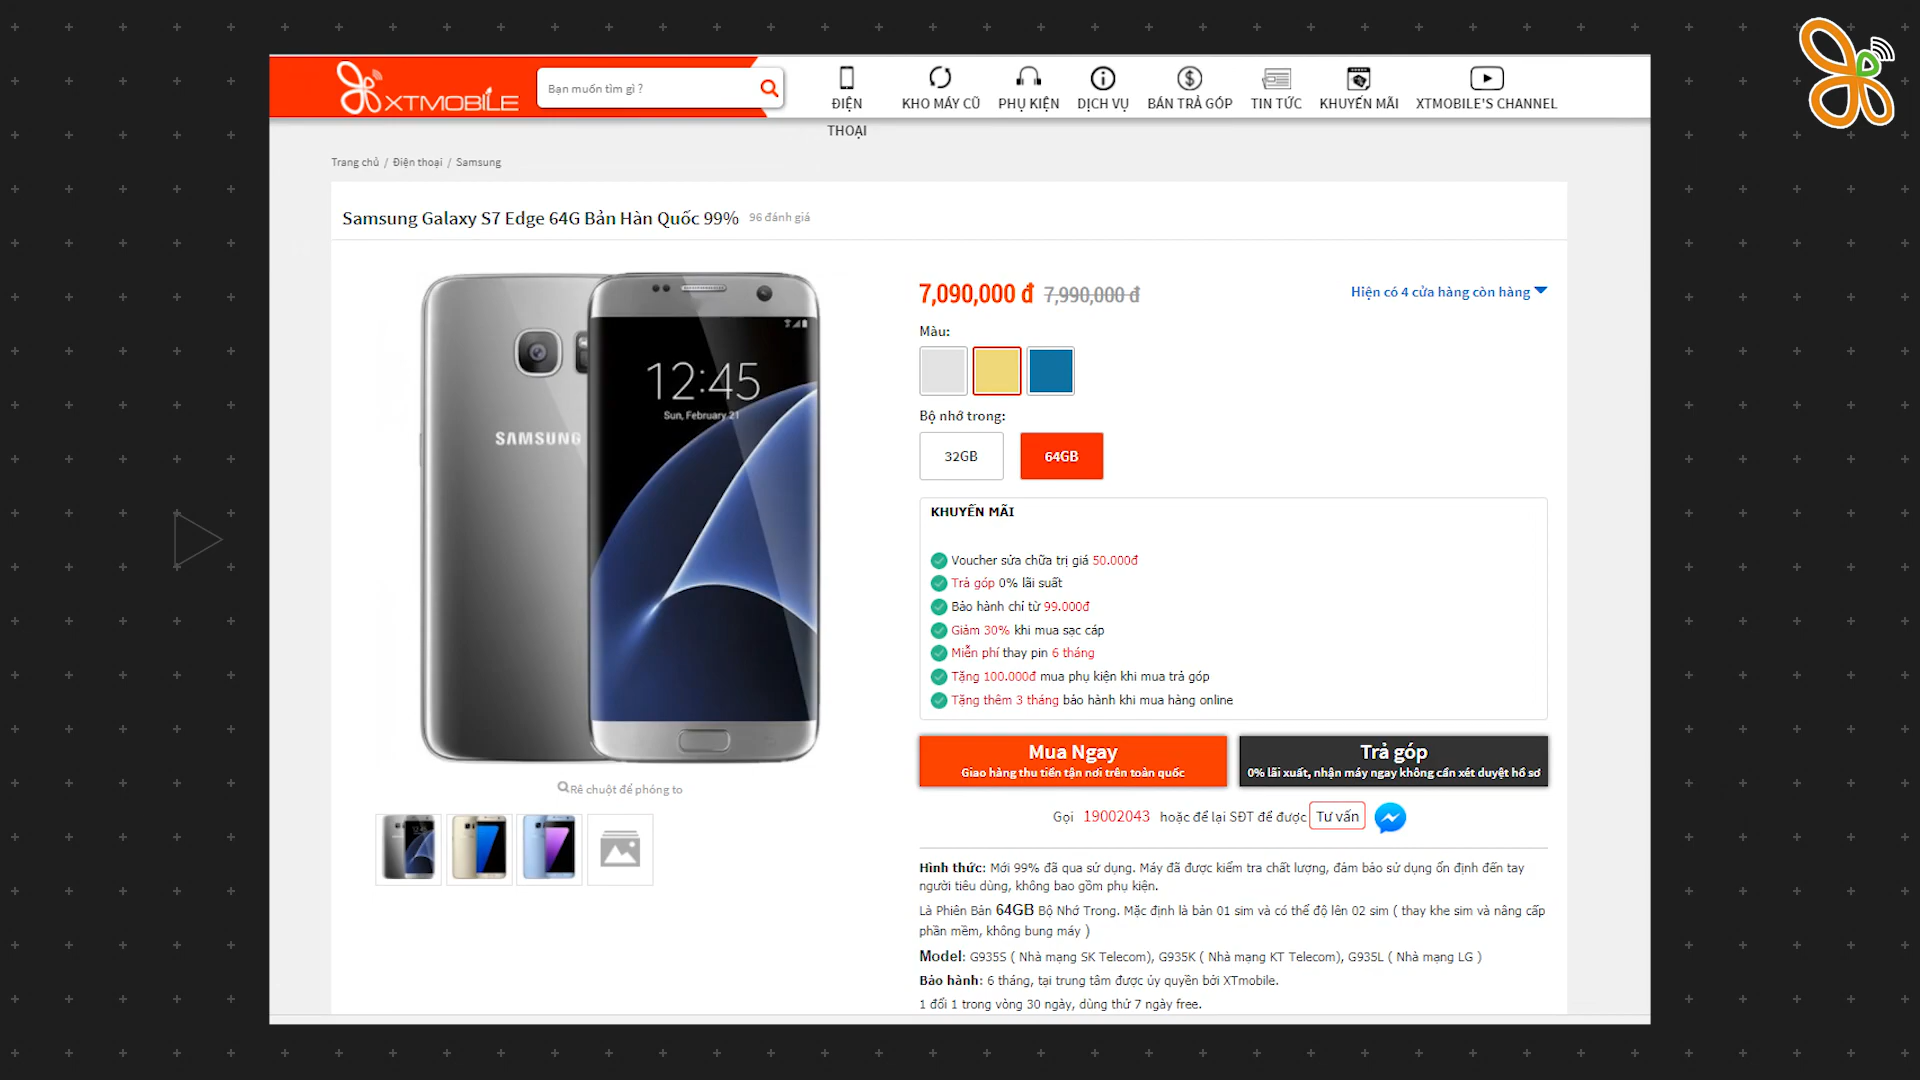 XTMOBILE
Bạn muốn tìm gì ?
ĐIỆN THOẠI
KHO MÁY CŨ
PHỤ KIỆN
DỊCH VỤ
BÁN TRẢ GÓP
TIN TỨC
KHUYẾN MÃI
XTMOBILE'S CHANNEL
Trang chủ / Điện thoại / Samsung
Samsung Galaxy S7 Edge 64G Bản Hàn Quốc 99% 96 đánh giá
7,090,000 đ 7,990,000 đ
Hiện có 4 cửa hàng còn hàng
Màu:
Bộ nhớ trong:
32GB
64GB
12:45
Sun, February 21
SAMSUNG
KHUYẾN MÃI
Voucher sửa chữa trị giá 50.000đ
Trả góp 0% lãi suất
Bảo hành chỉ từ 99.000đ
Giảm 30% khi mua sạc cáp
Miễn phí thay pin 6 tháng
Tặng 100.000đ mua phụ kiện khi mua trả góp
Tặng thêm 3 tháng bảo hành khi mua hàng online
Mua Ngay
Giao hàng thu tiền tận nơi trên toàn quốc
Trả góp
0% lãi xuất, nhận máy ngay không cần xét duyệt hồ sơ
Rê chuột để phóng to
Gọi 19002043 hoặc để lại SĐT để được Tư vấn
Hình thức: Mới 99% đã qua sử dụng. Máy đã được kiểm tra chất lượng, đảm bảo sử dụng ổn định đến tay
người tiêu dùng, không bao gồm phụ kiện.
Là Phiên Bản 64GB Bộ Nhớ Trong. Mặc định là bản 01 sim và có thể độ lên 02 sim ( thay khe sim và nâng cấp
phần mềm, không bung máy )
Model: G935S ( Nhà mạng SK Telecom), G935K ( Nhà mạng KT Telecom), G935L ( Nhà mạng LG )
Bảo hành: 6 tháng, tại trung tâm được ủy quyền bởi XTmobile.
1 đổi 1 trong vòng 30 ngày, dùng thử 7 ngày free.